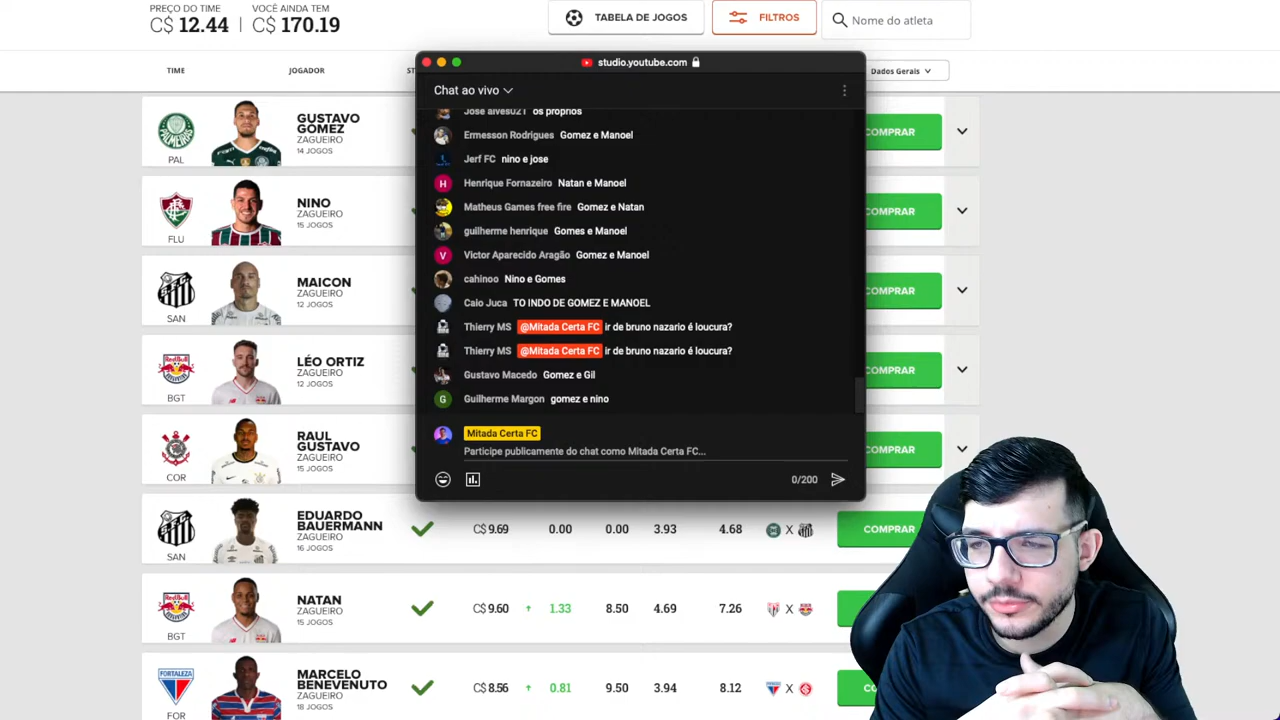 PREÇO DO TIME
C$ 12.44
VOCÊ AINDA TEM
C$ 170.19
TABELA DE JOGOS
FILTROS
Nome do atleta
TIME
JOGADOR
Dados Gerais
studio.youtube.com
Chat ao vivo
Jose alves021 os proprios
Ermesson Rodrigues Gomez e Manoel
Jerf FC nino e jose
Henrique Fornazeiro Natan e Manoel
Matheus Games free fire Gomez e Natan
guilherme henrique Gomes e Manoel
Victor Aparecido Aragão Gomez e Manoel
cahinoo Nino e Gomes
Caio Juca TO INDO DE GOMEZ E MANOEL
Thierry MS @Mitada Certa FC ir de bruno nazario é loucura?
Thierry MS @Mitada Certa FC ir de bruno nazario é loucura?
Gustavo Macedo Gomez e Gil
Guilherme Margon gomez e nino
Mitada Certa FC
Participe publicamente do chat como Mitada Certa FC...
0/200
PAL
GUSTAVO
GÓMEZ
ZAGUEIRO
14 JOGOS
COMPRAR
FLU
NINO
ZAGUEIRO
15 JOGOS
COMPRAR
SAN
MAICON
ZAGUEIRO
12 JOGOS
COMPRAR
BGT
LÉO ORTIZ
ZAGUEIRO
12 JOGOS
COMPRAR
COR
RAUL
GUSTAVO
ZAGUEIRO
15 JOGOS
COMPRAR
SAN
EDUARDO
BAUERMANN
ZAGUEIRO
16 JOGOS
C$ 9.69 0.00 0.00 3.93 4.68 X
COMPRAR
BGT
NATAN
ZAGUEIRO
15 JOGOS
C$ 9.60 1.33 8.50 4.69 7.26 X
FOR
MARCELO
BENEVENUTO
ZAGUEIRO
18 JOGOS
C$ 8.56 0.81 9.50 3.94 8.12 X